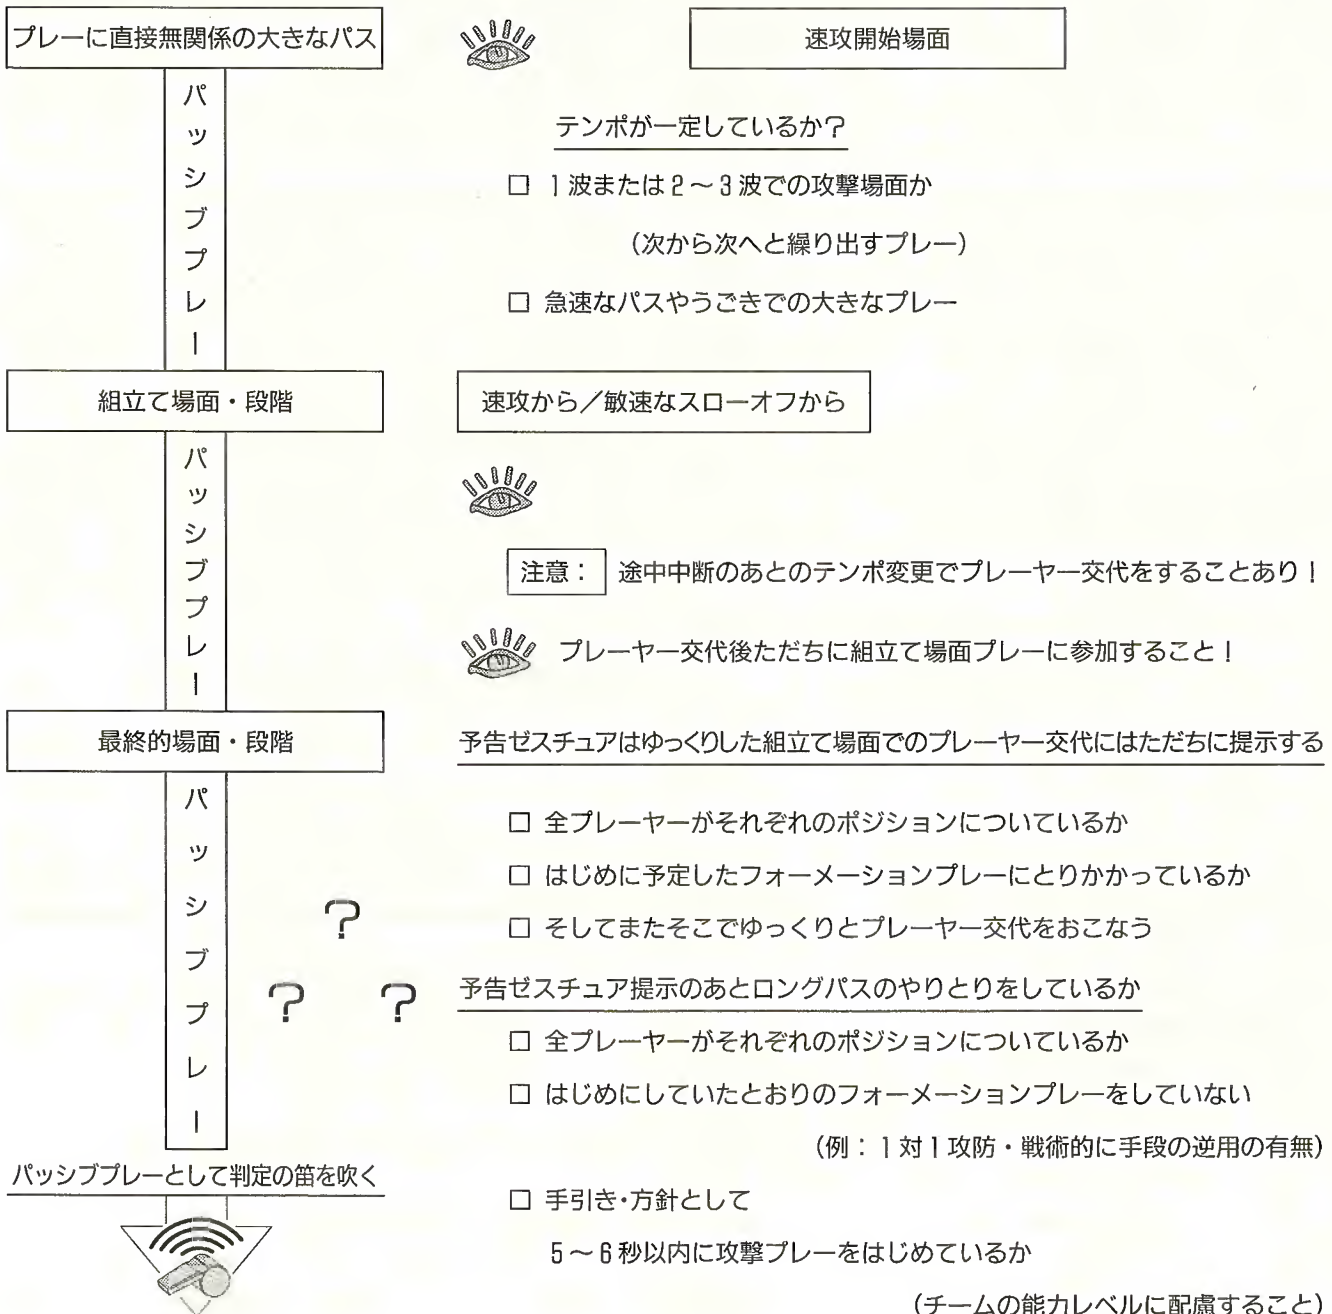 プレーに直接無関係の大きなパス
速攻開始場面
パッシブプレー
テンポが一定しているか?
□ 1波または2～3波での攻撃場面か
(次から次へと繰り出すプレー)
□ 急速なパスやうごきでの大きなプレー
組立て場面・段階
速攻から／敏速なスローオフから
パッシブプレー
注意： 途中中断のあとのテンポ変更でプレーヤー交代をすることあり！
プレーヤー交代後ただちに組立て場面プレーに参加すること！
最終的場面・段階
予告ゼスチュアはゆっくりした組立て場面でのプレーヤー交代にはただちに提示する
パッシブプレー
□ 全プレーヤーがそれぞれのポジションについているか
□ はじめに予定したフォーメーションプレーにとりかかっているか
□ そしてまたそこでゆっくりとプレーヤー交代をおこなう
?
? ?
予告ゼスチュア提示のあとロングパスのやりとりをしているか
□ 全プレーヤーがそれぞれのポジションについているか
□ はじめにしていたとおりのフォーメーションプレーをしていない
(例：1対1攻防・戦術的に手段の逆用の有無)
パッシブプレーとして判定の笛を吹く
□ 手引き・方針として
5～6秒以内に攻撃プレーをはじめているか
(チームの能力レベルに配慮すること)